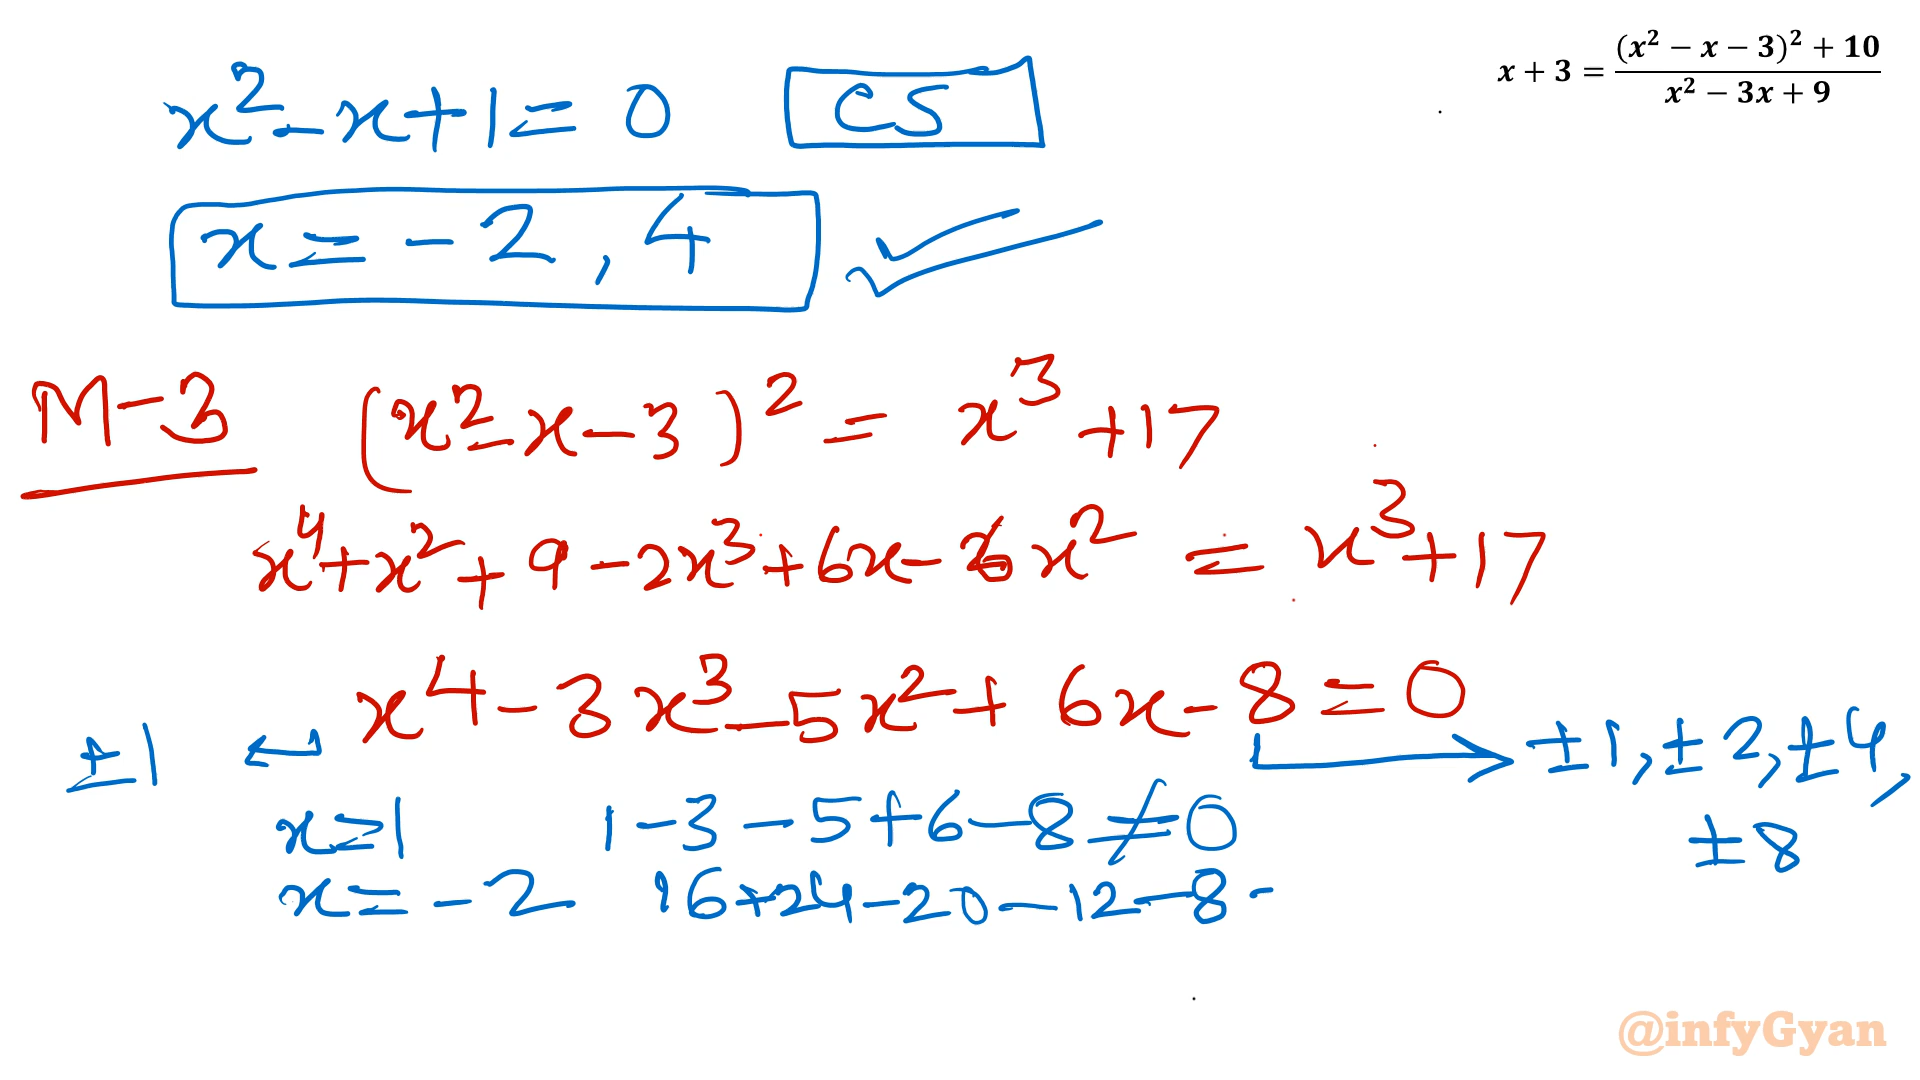 x + 3 = \frac{(x² − x − 3)² + 10}{x² − 3x + 9}
x² - x + 1 = 0 CS
x = - 2 , 4
M-3 (x² - x - 3)² = x³ + 17
x⁴ + x² + 9 - 2x³ + 6x - 6x² = x³ + 17
x⁴ - 3x³ - 5x² + 6x - 8 = 0
±1 ±1, ±2, ±4,
±8
x = 1 1 - 3 - 5 + 6 - 8 ≠ 0
x = - 2 16 + 24 - 20 - 12 - 8 -
@infyGyan